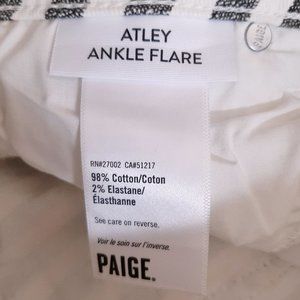 ATLEY
ANKLE FLARE
PAIGE
RN#27002 CA#51217
98% Cotton/Coton
2% Elastane/
Élasthanne
See care on reverse.
Voir le soin sur l'inverse.
PAIGE.